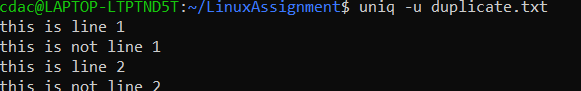 cdac@LAPTOP-LTPTND5T:~/LinuxAssignment$ uniq -u duplicate.txt
this is line 1
this is not line 1
this is line 2
this is not line 2